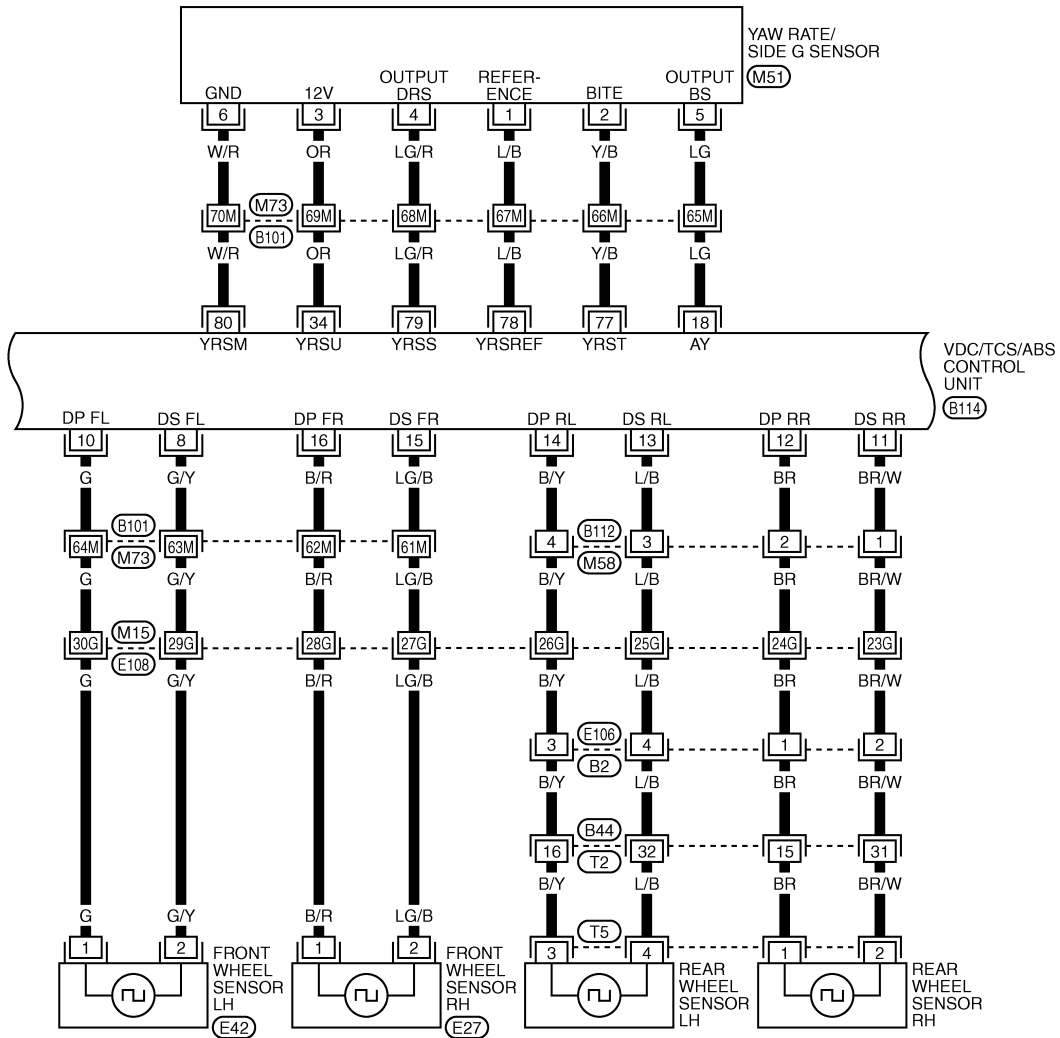 YAW RATE/
SIDE G SENSOR
M51
GND 12V OUTPUT DRS REFER-ENCE BITE OUTPUT BS
6 3 4 1 2 5
W/R OR LG/R L/B Y/B LG
70M M73 69M 68M 67M 66M 65M
B101
W/R OR LG/R L/B Y/B LG
80 34 79 78 77 18
YRSM YRSU YRSS YRSREF YRST AY
VDC/TCS/ABS
CONTROL
UNIT
B114
DP FL DS FL DP FR DS FR DP RL DS RL DP RR DS RR
10 8 16 15 14 13 12 11
G G/Y B/R LG/B B/Y L/B BR BR/W
B101 B112
64M 63M 62M 61M 4 3 2 1
M73 M58
G G/Y B/R LG/B B/Y L/B BR BR/W
M15
30G 29G 28G 27G 26G 25G 24G 23G
E108
G G/Y B/R LG/B B/Y L/B BR BR/W
E106
3 4 1 2
B2
B/Y L/B BR BR/W
B44
16 32 15 31
T2
B/Y L/B BR BR/W
G G/Y B/R LG/B
T5
1 2 1 2 3 4 1 2
FRONT
WHEEL
SENSOR
LH
E42
FRONT
WHEEL
SENSOR
RH
E27
REAR
WHEEL
SENSOR
LH
REAR
WHEEL
SENSOR
RH